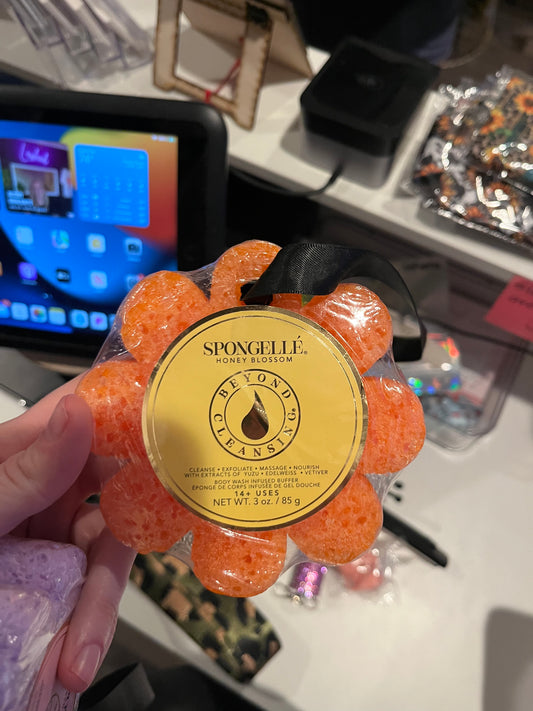 SPONGELLÉ®
HONEY BLOSSOM
BEYOND
CLEANSING®
CLEANSE • EXFOLIATE • MASSAGE • NOURISH
WITH EXTRACTS OF YUZU • EDELWEISS • VETIVER
BODY WASH INFUSED BUFFER
ÉPONGE DE CORPS INFUSÉE DE GEL DOUCHE
14+ USES
NET WT. 3 oz. / 85 g